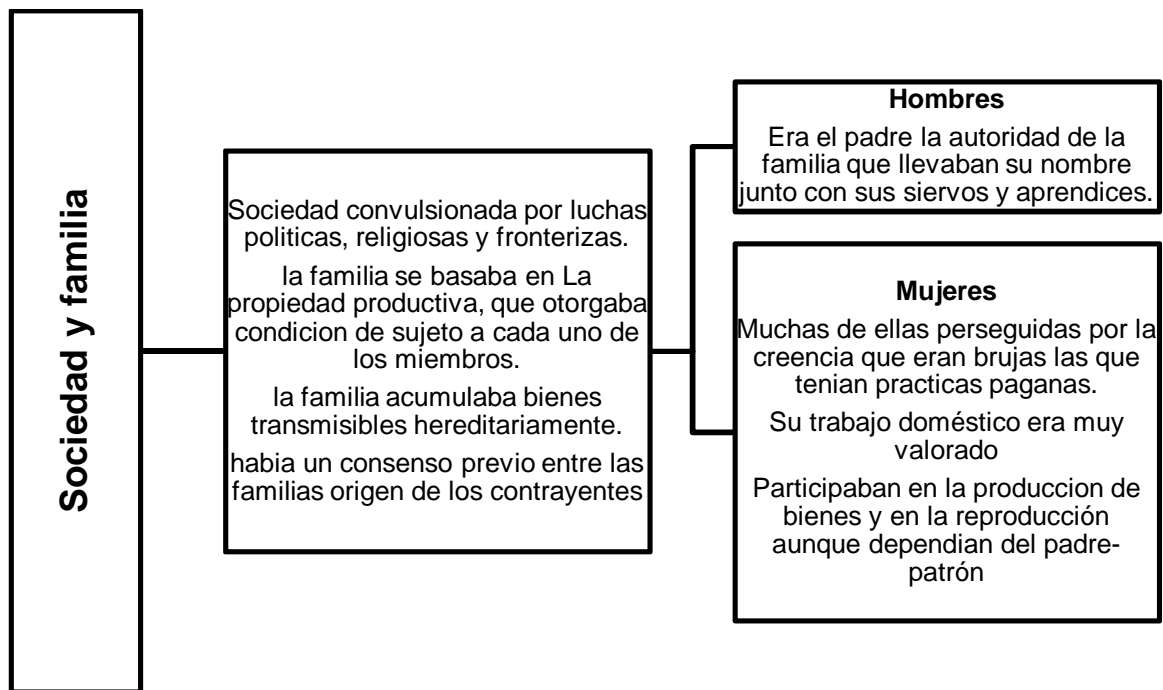 Sociedad y familia
Sociedad convulsionada por luchas
politicas, religiosas y fronterizas.
la familia se basaba en La
propiedad productiva, que otorgaba
condicion de sujeto a cada uno de
los miembros.
la familia acumulaba bienes
transmisibles hereditariamente.
habia un consenso previo entre las
familias origen de los contrayentes
Hombres
Era el padre la autoridad de la
familia que llevaban su nombre
junto con sus siervos y aprendices.
Mujeres
Muchas de ellas perseguidas por la
creencia que eran brujas las que
tenian practicas paganas.
Su trabajo doméstico era muy
valorado
Participaban en la produccion de
bienes y en la reproducción
aunque dependian del padre-
patrón